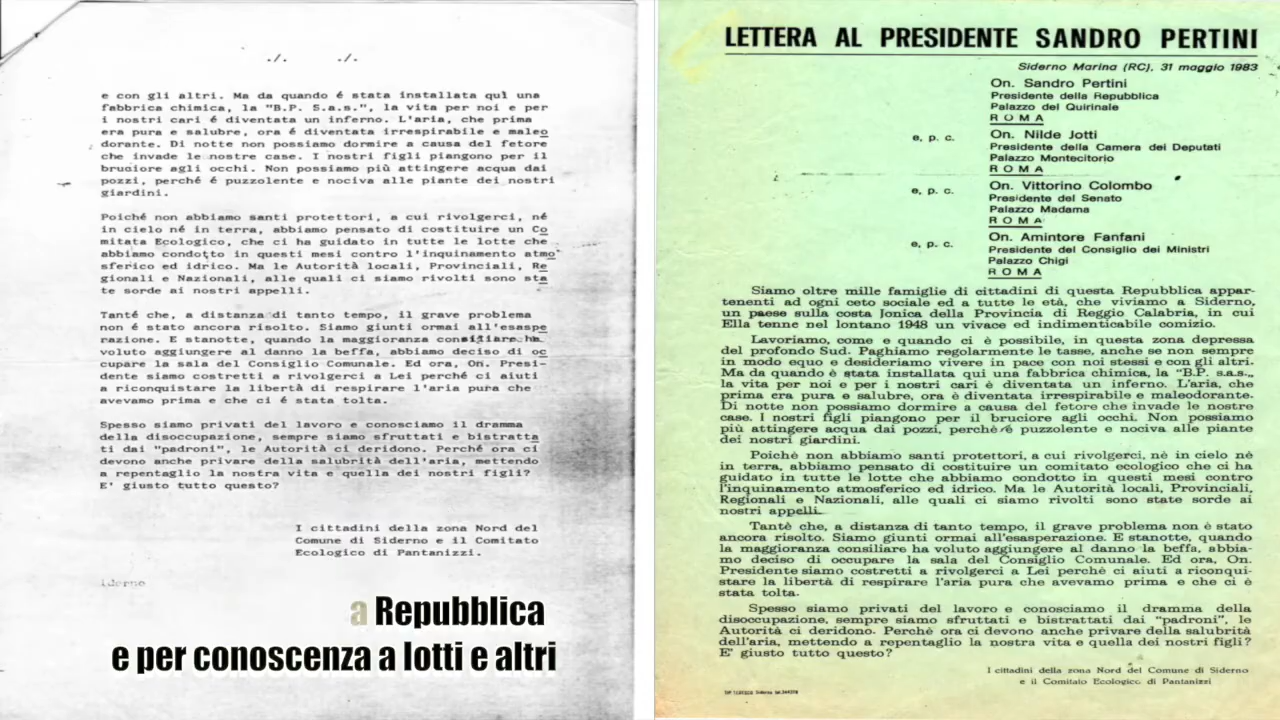 ./. ./.
e con gli altri. Ma da quando é stata installata quì una
fabbrica chimica, la "B.P. S.a.s.", la vita per noi e per
i nostri cari é diventata un inferno. L'aria, che prima
era pura e salubre, ora é diventata irrespirabile e maleo
dorante. Di notte non possiamo dormire a causa del fetore
che invade le nostre case. I nostri figli piangono per il
bruciore agli occhi. Non possiamo più attingere acqua dai
pozzi, perché é puzzolente e nociva alle piante dei nostri
giardini.
Poiché non abbiamo santi protettori, a cui rivolgerci, né
in cielo né in terra, abbiamo pensato di costituire un Co
mitata Ecologico, che ci ha guidato in tutte le lotte che
abbiamo condotto in questi mesi contro l'inquinamento atmo
sferico ed idrico. Ma le Autorità locali, Provinciali, Re
gionali e Nazionali, alle quali ci siamo rivolti sono sta
te sorde ai nostri appelli.
Tanté che, a distanza di tanto tempo, il grave problema
non é stato ancora risolto. Siamo giunti ormai all'esaspe
razione. E stanotte, quando la maggioranza consiliare ha
voluto aggiungere al danno la beffa, abbiamo deciso di oc
cupare la sala del Consiglio Comunale. Ed ora, On. Presi-
dente siamo costretti a rivolgerci a Lei perché ci aiuti
a riconquistare la libertà di respirare l'aria pura che
avevamo prima e che ci é stata tolta.
Spesso siamo privati del lavoro e conosciamo il dramma
della disoccupazione, sempre siamo sfruttati e bistratta
ti dai "padroni", le Autorità ci deridono. Perché ora ci
devono anche privare della salubrità dell'aria, mettendo
a repentaglio la nostra vita e quella dei nostri figli?
E' giusto tutto questo?
I cittadini della zona Nord del
Comune di Siderno e il Comitato
Ecologico di Pantanizzi.
a Repubblica
e per conoscenza a Iotti e altri
LETTERA AL PRESIDENTE SANDRO PERTINI
Siderno Marina (RC), 31 maggio 1983
On. Sandro Pertini
Presidente della Repubblica
Palazzo del Quirinale
ROMA
e, p. c. On. Nilde Jotti
Presidente della Camera dei Deputati
Palazzo Montecitorio
ROMA
e, p. c. On. Vittorino Colombo
Presidente del Senato
Palazzo Madama
ROMA
e, p. c. On. Amintore Fanfani
Presidente del Consiglio dei Ministri
Palazzo Chigi
ROMA
Siamo oltre mille famiglie di cittadini di questa Repubblica appar-
tenenti ad ogni ceto sociale ed a tutte le età, che viviamo a Siderno,
un paese sulla costa Jonica della Provincia di Reggio Calabria, in cui
Ella tenne nel lontano 1948 un vivace ed indimenticabile comizio.
Lavoriamo, come e quando ci è possibile, in questa zona depressa
del profondo Sud. Paghiamo regolarmente le tasse, anche se non sempre
in modo equo e desideriamo vivere in pace con noi stessi e con gli altri.
Ma da quando è stata installata qui una fabbrica chimica, la "B.P. s.a.s.,,
la vita per noi e per i nostri cari è diventata un inferno. L'aria, che
prima era pura e salubre, ora è diventata irrespirabile e maleodorante.
Di notte non possiamo dormire a causa del fetore che invade le nostre
case. I nostri figli piangono per il bruciore agli occhi. Non possiamo
più attingere acqua dai pozzi, perchè è puzzolente e nociva alle piante
dei nostri giardini.
Poichè non abbiamo santi protettori, a cui rivolgerci, nè in cielo nè
in terra, abbiamo pensato di costituire un comitato ecologico che ci ha
guidato in tutte le lotte che abbiamo condotto in questi mesi contro
l'inquinamento atmosferico ed idrico. Ma le Autorità locali, Provinciali,
Regionali e Nazionali, alle quali ci siamo rivolti sono state sorde ai
nostri appelli.
Tantè che, a distanza di tanto tempo, il grave problema non è stato
ancora risolto. Siamo giunti ormai all'esasperazione. E stanotte, quando
la maggioranza consiliare ha voluto aggiungere al danno la beffa, abbia-
mo deciso di occupare la sala del Consiglio Comunale. Ed ora, On.
Presidente siamo costretti a rivolgerci a Lei perchè ci aiuti a riconqui-
stare la libertà di respirare l'aria pura che avevamo prima e che ci è
stata tolta.
Spesso siamo privati del lavoro e conosciamo il dramma della
disoccupazione, sempre siamo sfruttati e bistrattati dai "padroni", le
Autorità ci deridono. Perchè ora ci devono anche privare della salubrità
dell'aria, mettendo a repentaglio la nostra vita e quella dei nostri figli?
E' giusto tutto questo?
I cittadini della zona Nord del Comune di Siderno
e il Comitato Ecologico di Pantanizzi